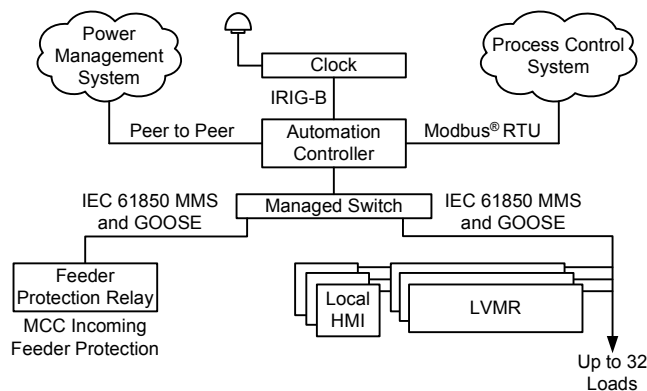 Power
Management
System
Clock
Process Control
System
IRIG-B
Peer to Peer
Automation
Controller
Modbus® RTU
IEC 61850 MMS
and GOOSE
Managed Switch
IEC 61850 MMS
and GOOSE
Feeder
Protection Relay
MCC Incoming
Feeder Protection
Local
HMI
LVMR
Up to 32
Loads